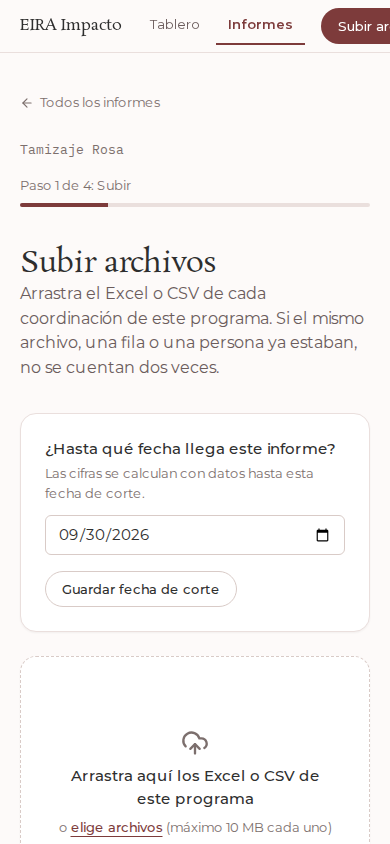 EIRA Impacto Tablero Informes Subir ar
← Todos los informes
Tamizaje Rosa
Paso 1 de 4: Subir
Subir archivos
Arrastra el Excel o CSV de cada
coordinación de este programa. Si el mismo
archivo, una fila o una persona ya estaban,
no se cuentan dos veces.
¿Hasta qué fecha llega este informe?
Las cifras se calculan con datos hasta esta
fecha de corte.
09/30/2026
Guardar fecha de corte
Arrastra aquí los Excel o CSV de
este programa
o elige archivos (máximo 10 MB cada uno)